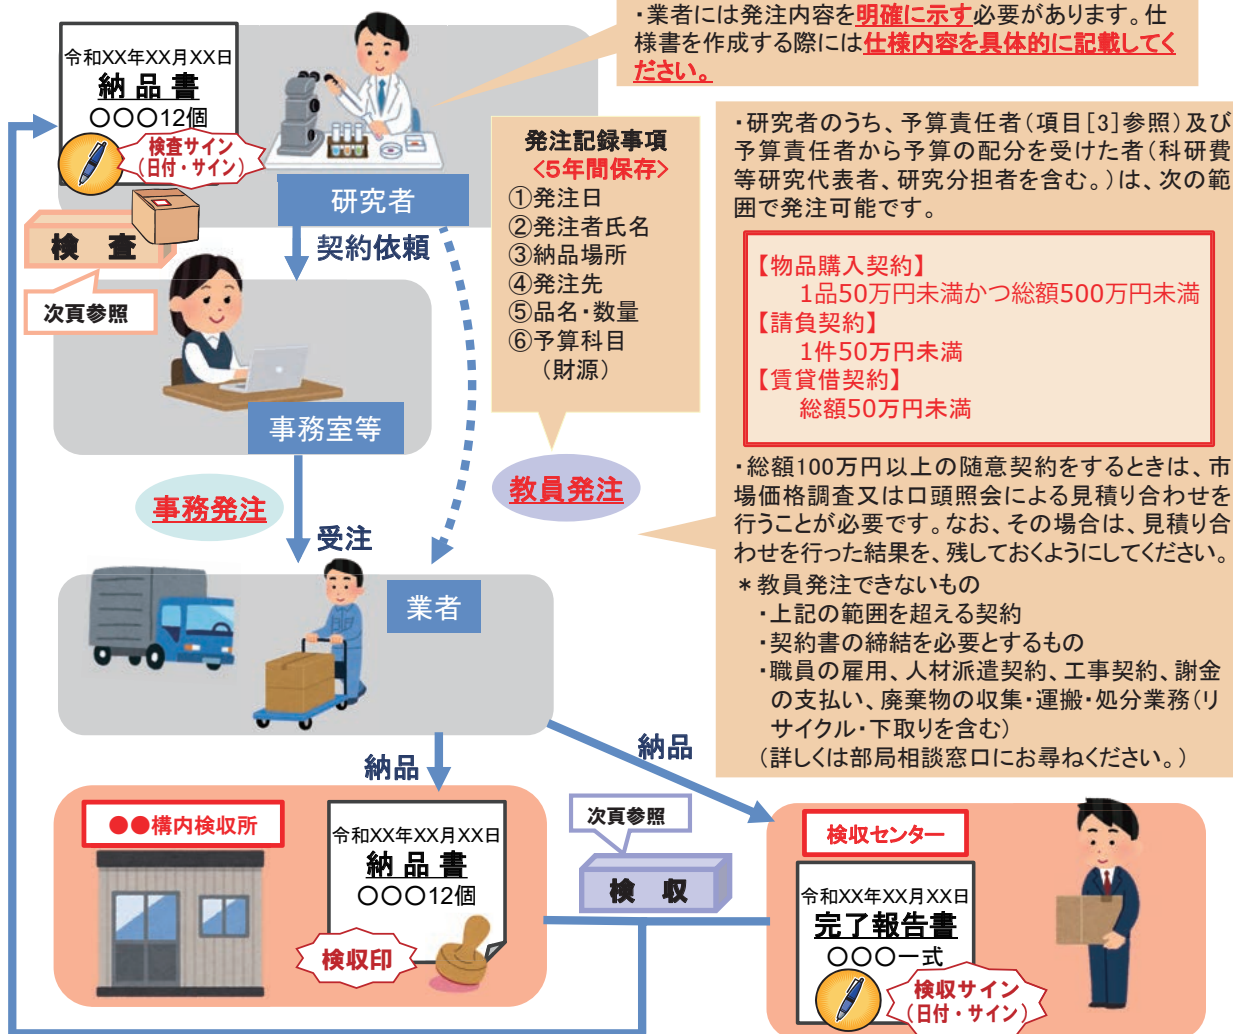 ・業者には発注内容を明確に示す必要があります。仕
様書を作成する際には仕様内容を具体的に記載してく
ださい。
令和XX年XX月XX日
納品書
〇〇〇12個
検査サイン
(日付・サイン)
検 査
次頁参照
研究者
契約依頼
発注記録事項
<5年間保存>
①発注日
②発注者氏名
③納品場所
④発注先
⑤品名・数量
⑥予算科目
(財源)
・研究者のうち、予算責任者(項目[3]参照)及び
予算責任者から予算の配分を受けた者(科研費
等研究代表者、研究分担者を含む。)は、次の範
囲で発注可能です。
【物品購入契約】
1品50万円未満かつ総額500万円未満
【請負契約】
1件50万円未満
【賃貸借契約】
総額50万円未満
・総額100万円以上の随意契約をするときは、市
場価格調査又は口頭照会による見積り合わせを
行うことが必要です。なお、その場合は、見積り合
わせを行った結果を、残しておくようにしてください。
＊教員発注できないもの
・上記の範囲を超える契約
・契約書の締結を必要とするもの
・職員の雇用、人材派遣契約、工事契約、謝金
の支払い、廃棄物の収集・運搬・処分業務(リ
サイクル・下取りを含む)
(詳しくは部局相談窓口にお尋ねください。)
事務室等
事務発注
教員発注
受注
業者
納品
納品
●●構内検収所
令和XX年XX月XX日
納品書
〇〇〇12個
検収印
次頁参照
検 収
検収センター
令和XX年XX月XX日
完了報告書
〇〇〇一式
検収サイン
(日付・サイン)